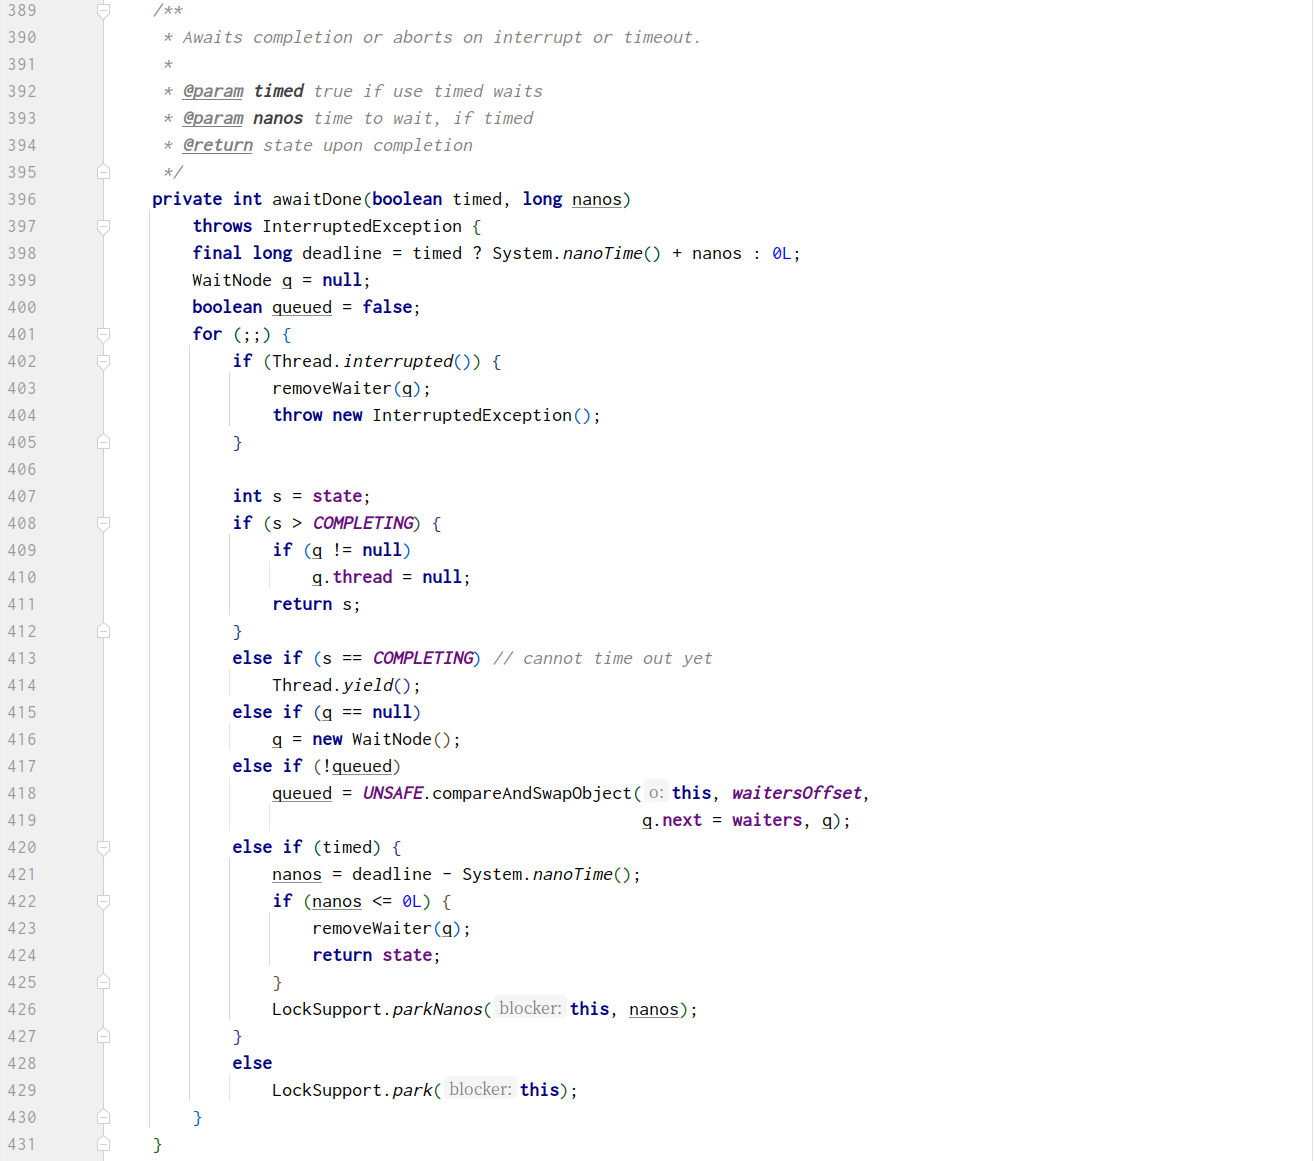 389 /**
390  * Awaits completion or aborts on interrupt or timeout.
391  *
392  * @param timed true if use timed waits
393  * @param nanos time to wait, if timed
394  * @return state upon completion
395  */
396 private int awaitDone(boolean timed, long nanos)
397     throws InterruptedException {
398     final long deadline = timed ? System.nanoTime() + nanos : 0L;
399     WaitNode q = null;
400     boolean queued = false;
401     for (;;) {
402         if (Thread.interrupted()) {
403             removeWaiter(q);
404             throw new InterruptedException();
405         }
406
407         int s = state;
408         if (s > COMPLETING) {
409             if (q != null)
410                 q.thread = null;
411             return s;
412         }
413         else if (s == COMPLETING) // cannot time out yet
414             Thread.yield();
415         else if (q == null)
416             q = new WaitNode();
417         else if (!queued)
418             queued = UNSAFE.compareAndSwapObject( o: this, waitersOffset,
419                                                  q.next = waiters, q);
420         else if (timed) {
421             nanos = deadline - System.nanoTime();
422             if (nanos <= 0L) {
423                 removeWaiter(q);
424                 return state;
425             }
426             LockSupport.parkNanos( blocker: this, nanos);
427         }
428         else
429             LockSupport.park( blocker: this);
430     }
431 }